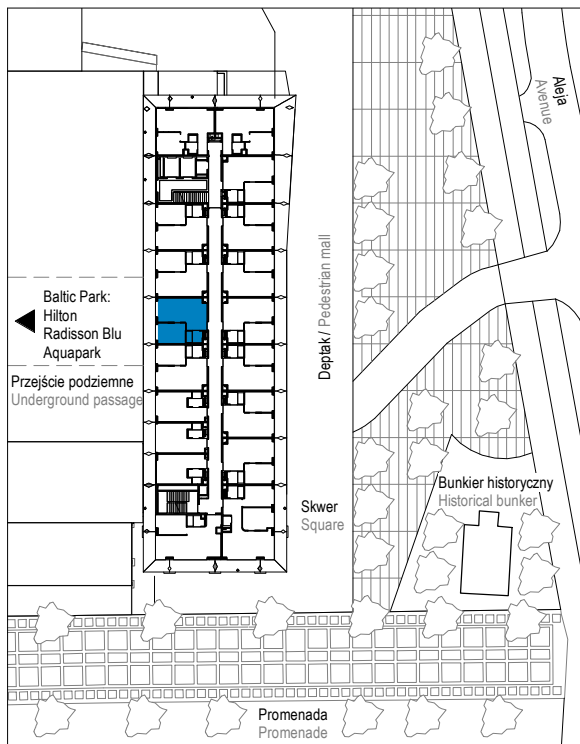 Aleja
Avenue
Deptak / Pedestrian mall
Baltic Park:
Hilton
Radisson Blu
Aquapark
Przejście podziemne
Underground passage
Bunkier historyczny
Historical bunker
Skwer
Square
Promenada
Promenade